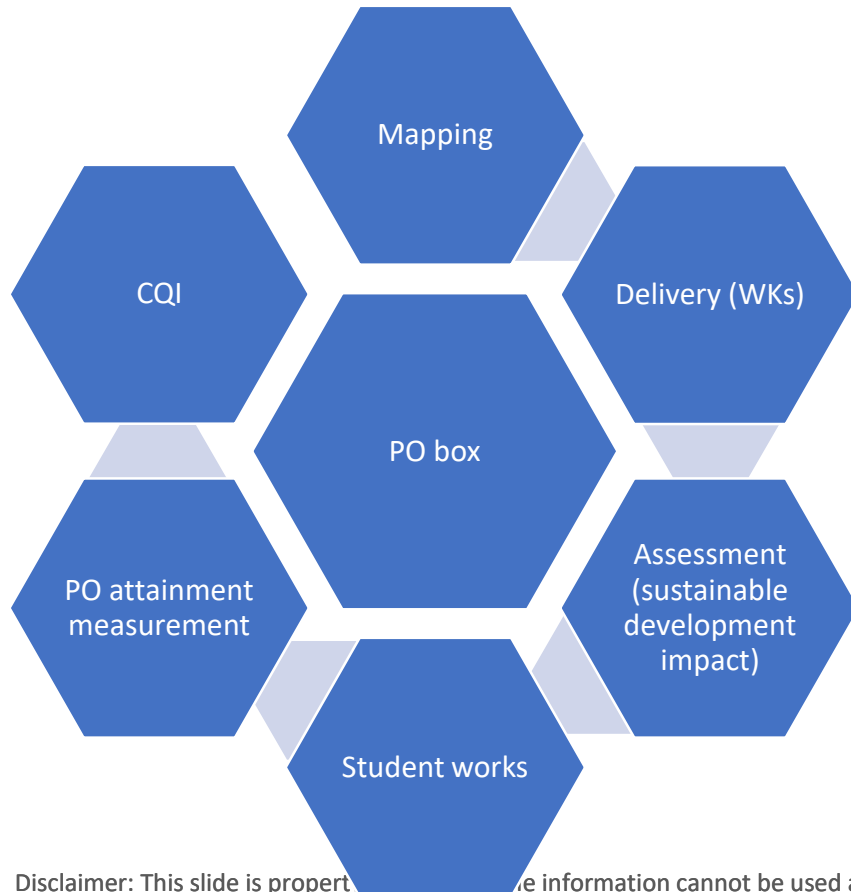 Mapping
Delivery (WKs)
Assessment
(sustainable
development
impact)
Student works
PO attainment
measurement
CQI
PO box
Disclaimer: This slide is propert e information cannot be used a